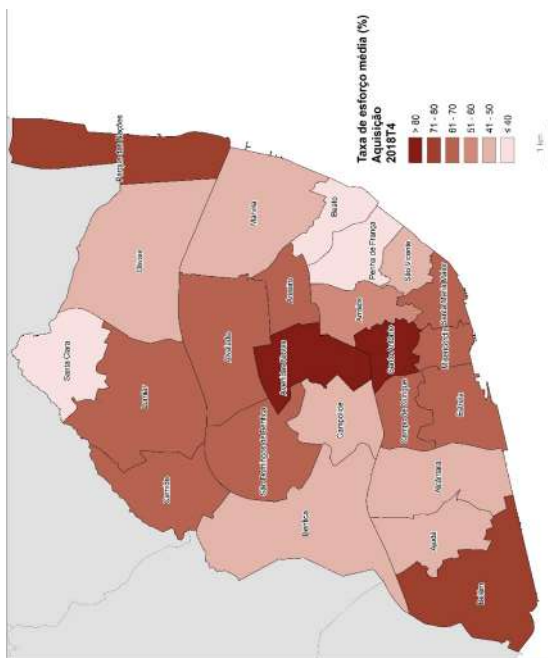 Taxa de esforço média (%)
Aquisição
2018T4
> 80
71 - 80
61 - 70
51 - 60
41 - 50
≤ 40
1 km
Parque das Nações
Santa Clara
Olivais
Lumiar
Carnide
Marvila
Alvalade
Beato
São Domingos de Benfica
Areeiro
Penha de França
Avenidas Novas
Benfica
Campolide
Arroios
São Vicente
Santo António
Santa Maria Maior
Campo de Ourique
Misericórdia
Estrela
Alcântara
Ajuda
Belém